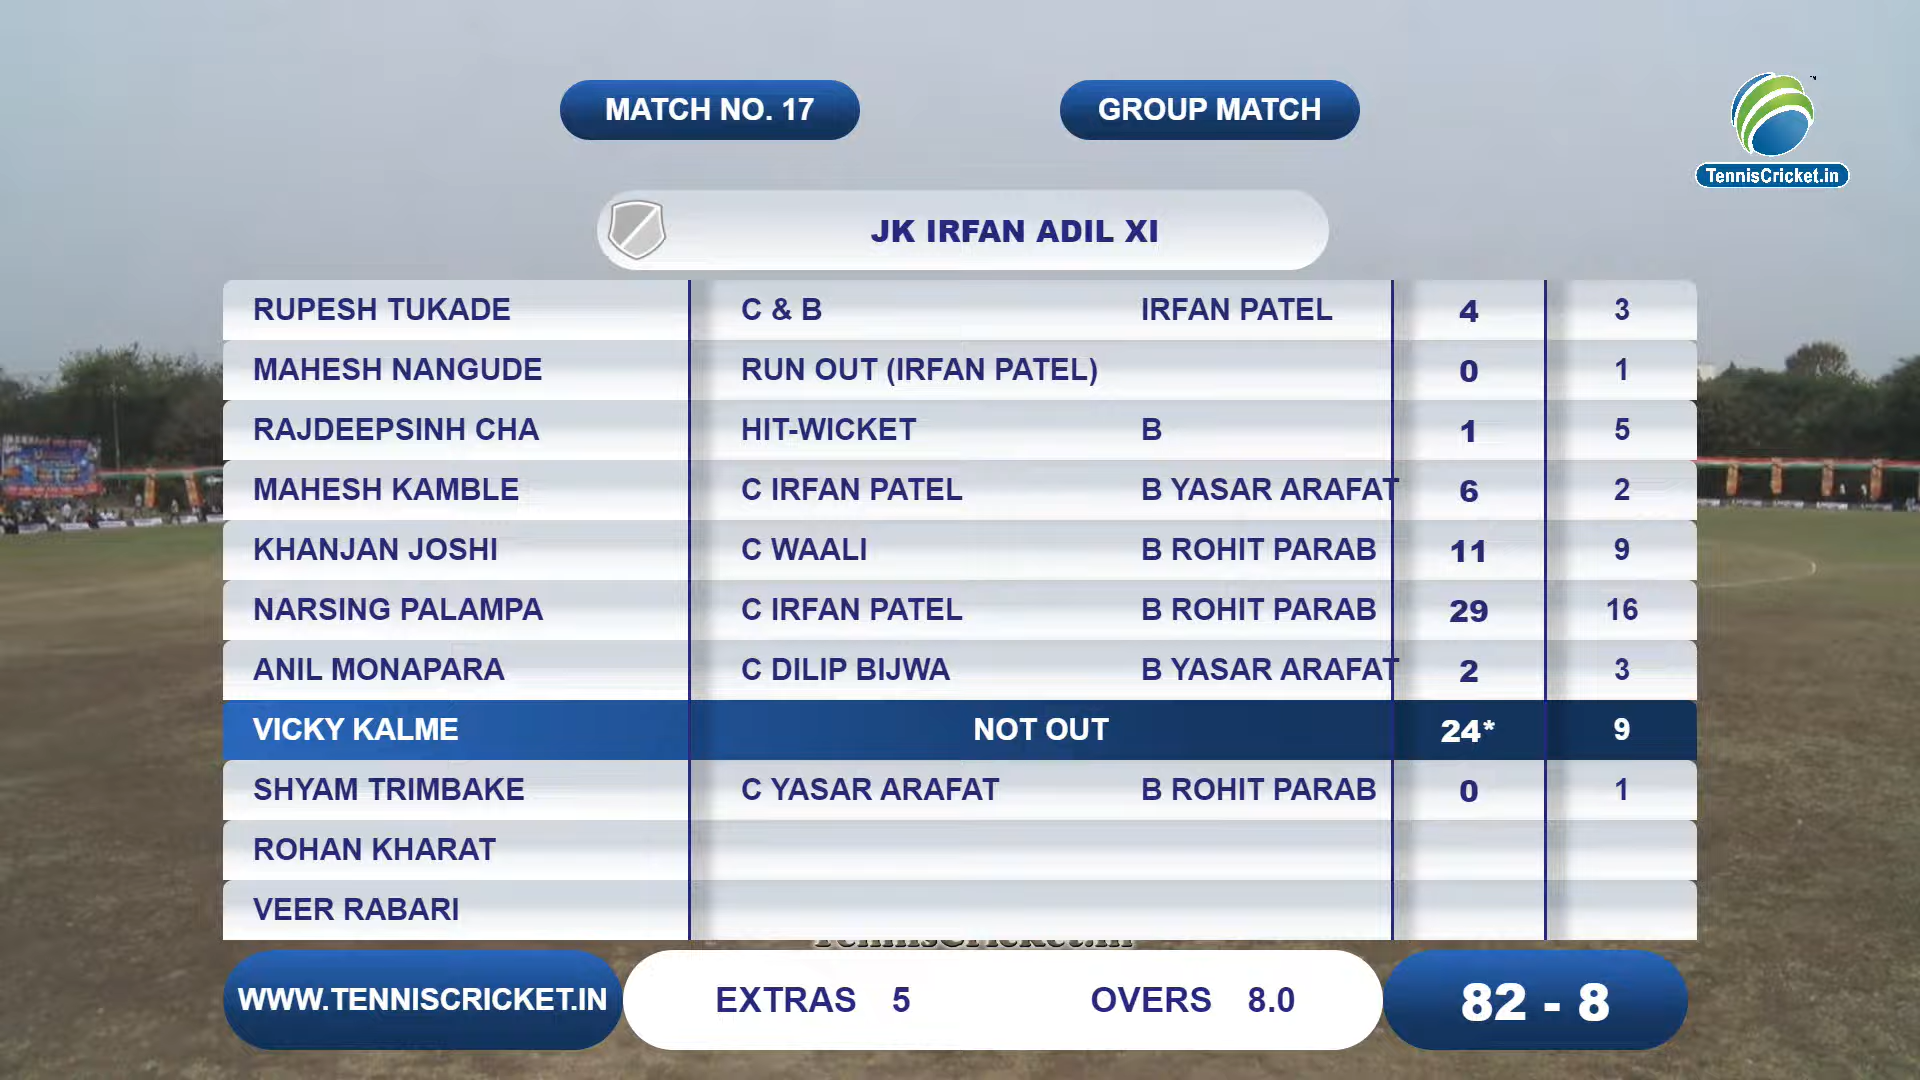 MATCH NO. 17
GROUP MATCH
TennisCricket.in
JK IRFAN ADIL XI
RUPESH TUKADE C & B IRFAN PATEL 4 3
MAHESH NANGUDE RUN OUT (IRFAN PATEL) 0 1
RAJDEEPSINH CHA HIT-WICKET B 1 5
MAHESH KAMBLE C IRFAN PATEL B YASAR ARAFAT 6 2
KHANJAN JOSHI C WAALI B ROHIT PARAB 11 9
NARSING PALAMPA C IRFAN PATEL B ROHIT PARAB 29 16
ANIL MONAPARA C DILIP BIJWA B YASAR ARAFAT 2 3
VICKY KALME NOT OUT 24* 9
SHYAM TRIMBAKE C YASAR ARAFAT B ROHIT PARAB 0 1
ROHAN KHARAT
VEER RABARI
TennisCricket.in
WWW.TENNISCRICKET.IN EXTRAS 5 OVERS 8.0 82 - 8